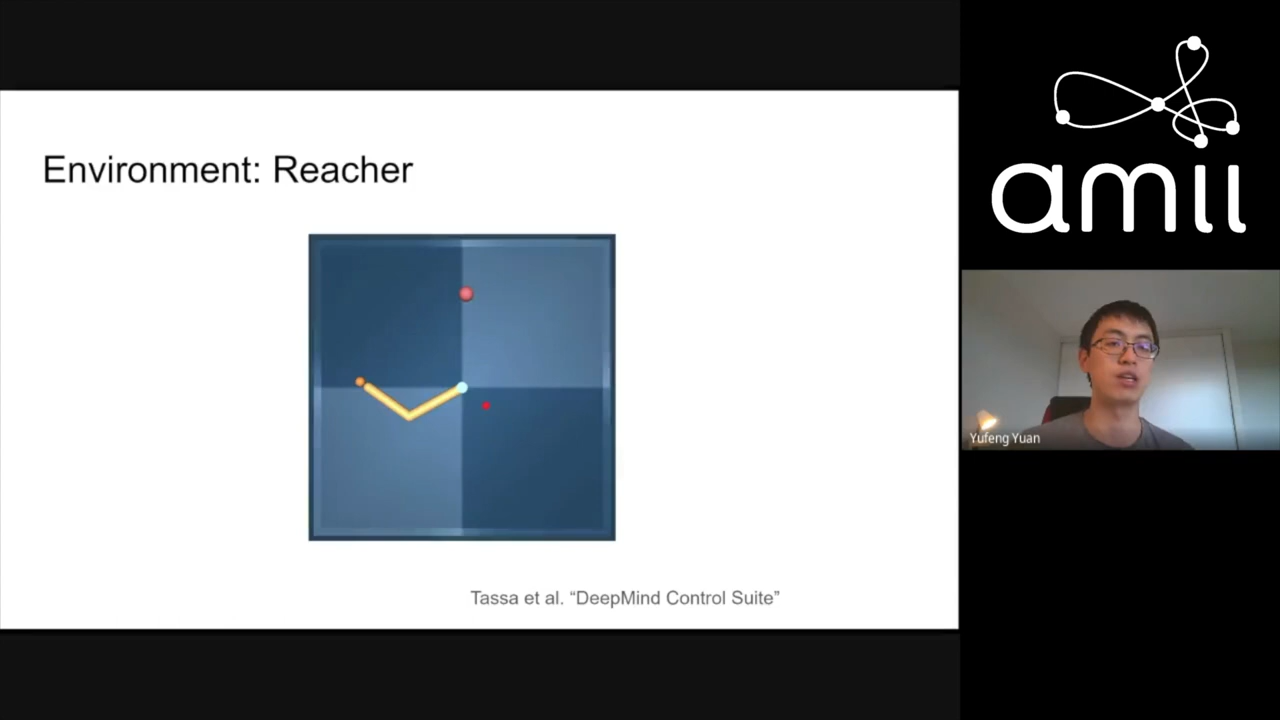 Environment: Reacher
Tassa et al. “DeepMind Control Suite”
amii
Yufeng Yuan